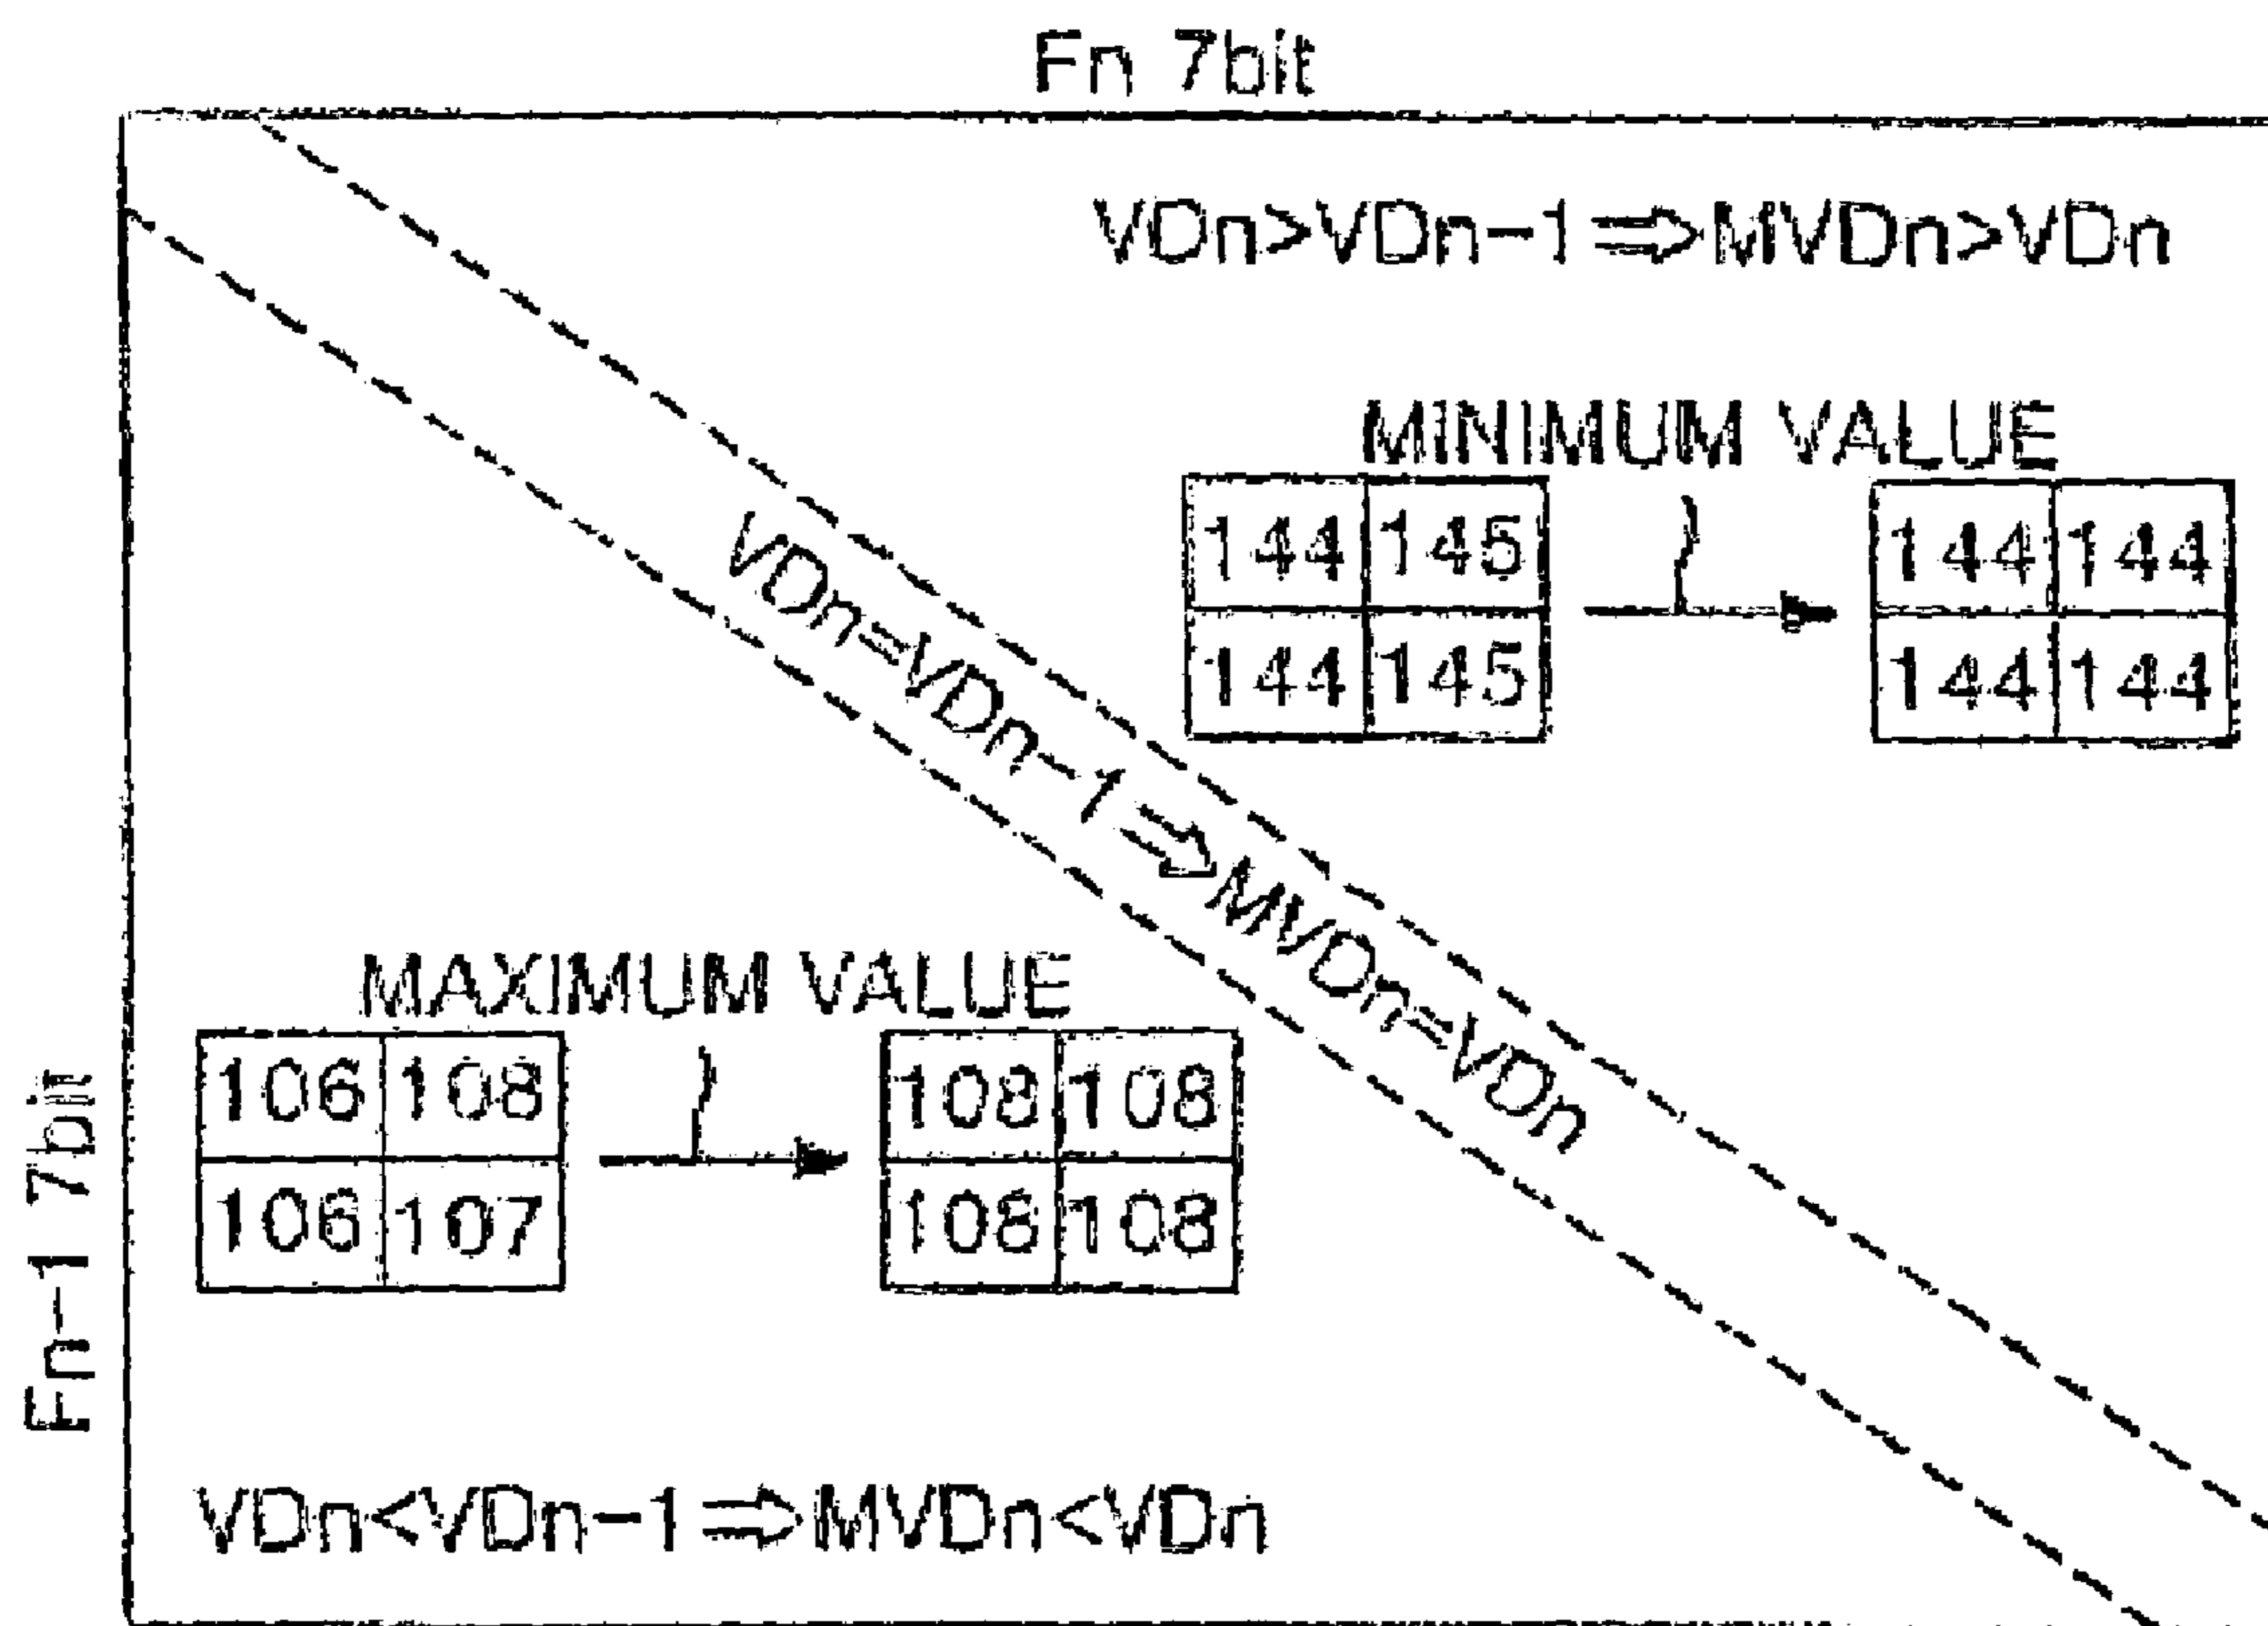 Fn 7bit
VDn>VDn-1⇒MVDn>VDn
MINIMUM VALUE
144 145 144 144
144 145 144 144
VDn=VDn-1⇒MVDn=VDn
MAXIMUM VALUE
106 108 108 108
106 107 108 108
Fn-1 7bit
VDn<VDn-1⇒MVDn<VDn